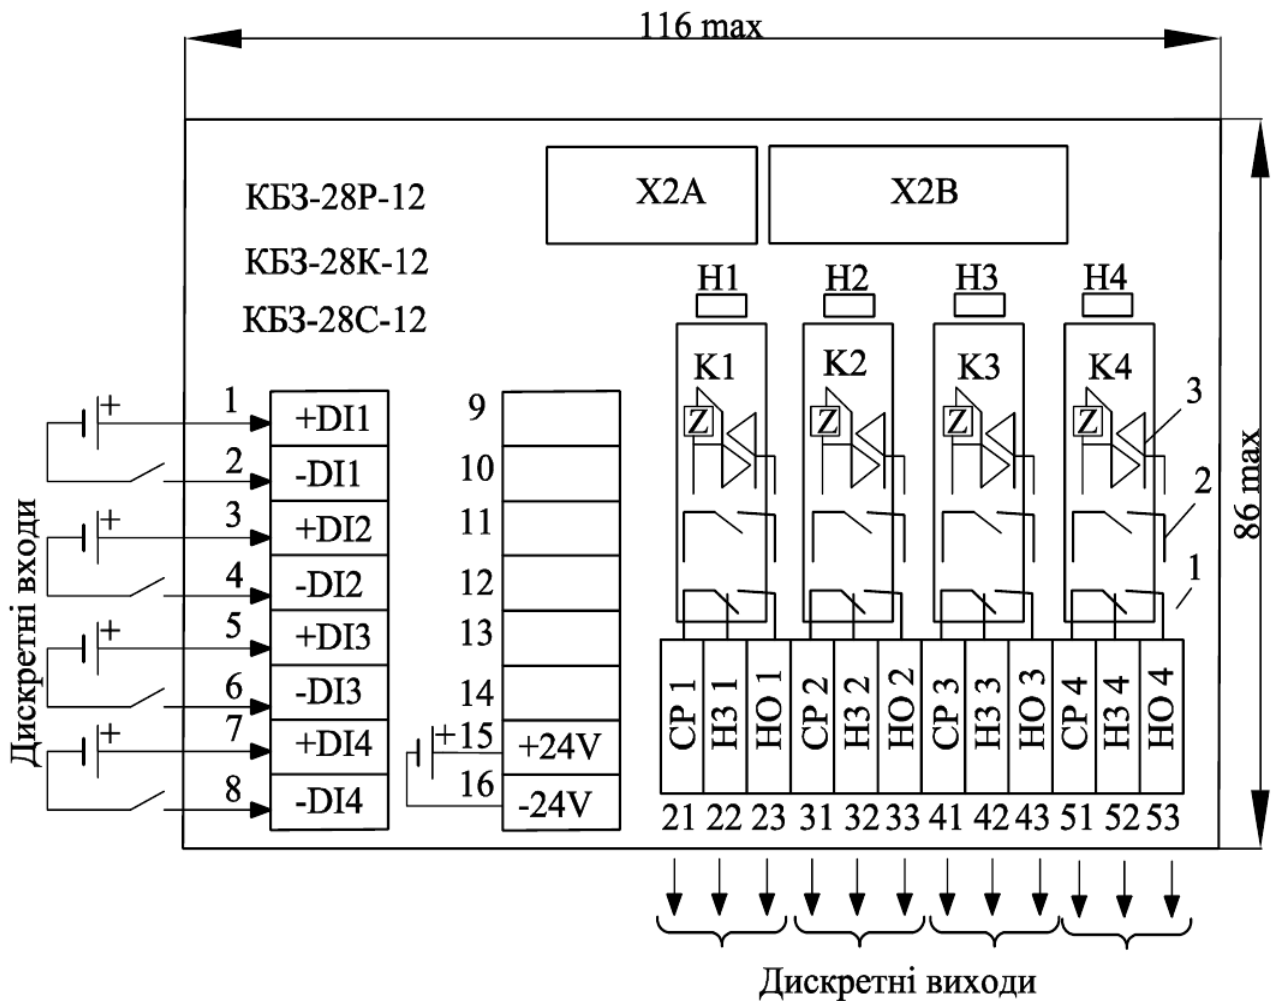 116 max
КБЗ-28Р-12
КБЗ-28К-12
КБЗ-28С-12
X2A
X2B
H1
H2
H3
H4
K1
K2
K3
K4
Z
Z
Z
Z
3
2
1
86 max
Дискретні входи
1
+
+DI1
2
-DI1
3
+
+DI2
4
-DI2
5
+
+DI3
6
-DI3
7
+
+DI4
8
-DI4
9
10
11
12
13
14
+
15
+24V
16
-24V
СР 1
НЗ 1
НО 1
СР 2
НЗ 2
НО 2
СР 3
НЗ 3
НО 3
СР 4
НЗ 4
НО 4
21 22 23 31 32 33 41 42 43 51 52 53
Дискретні виходи